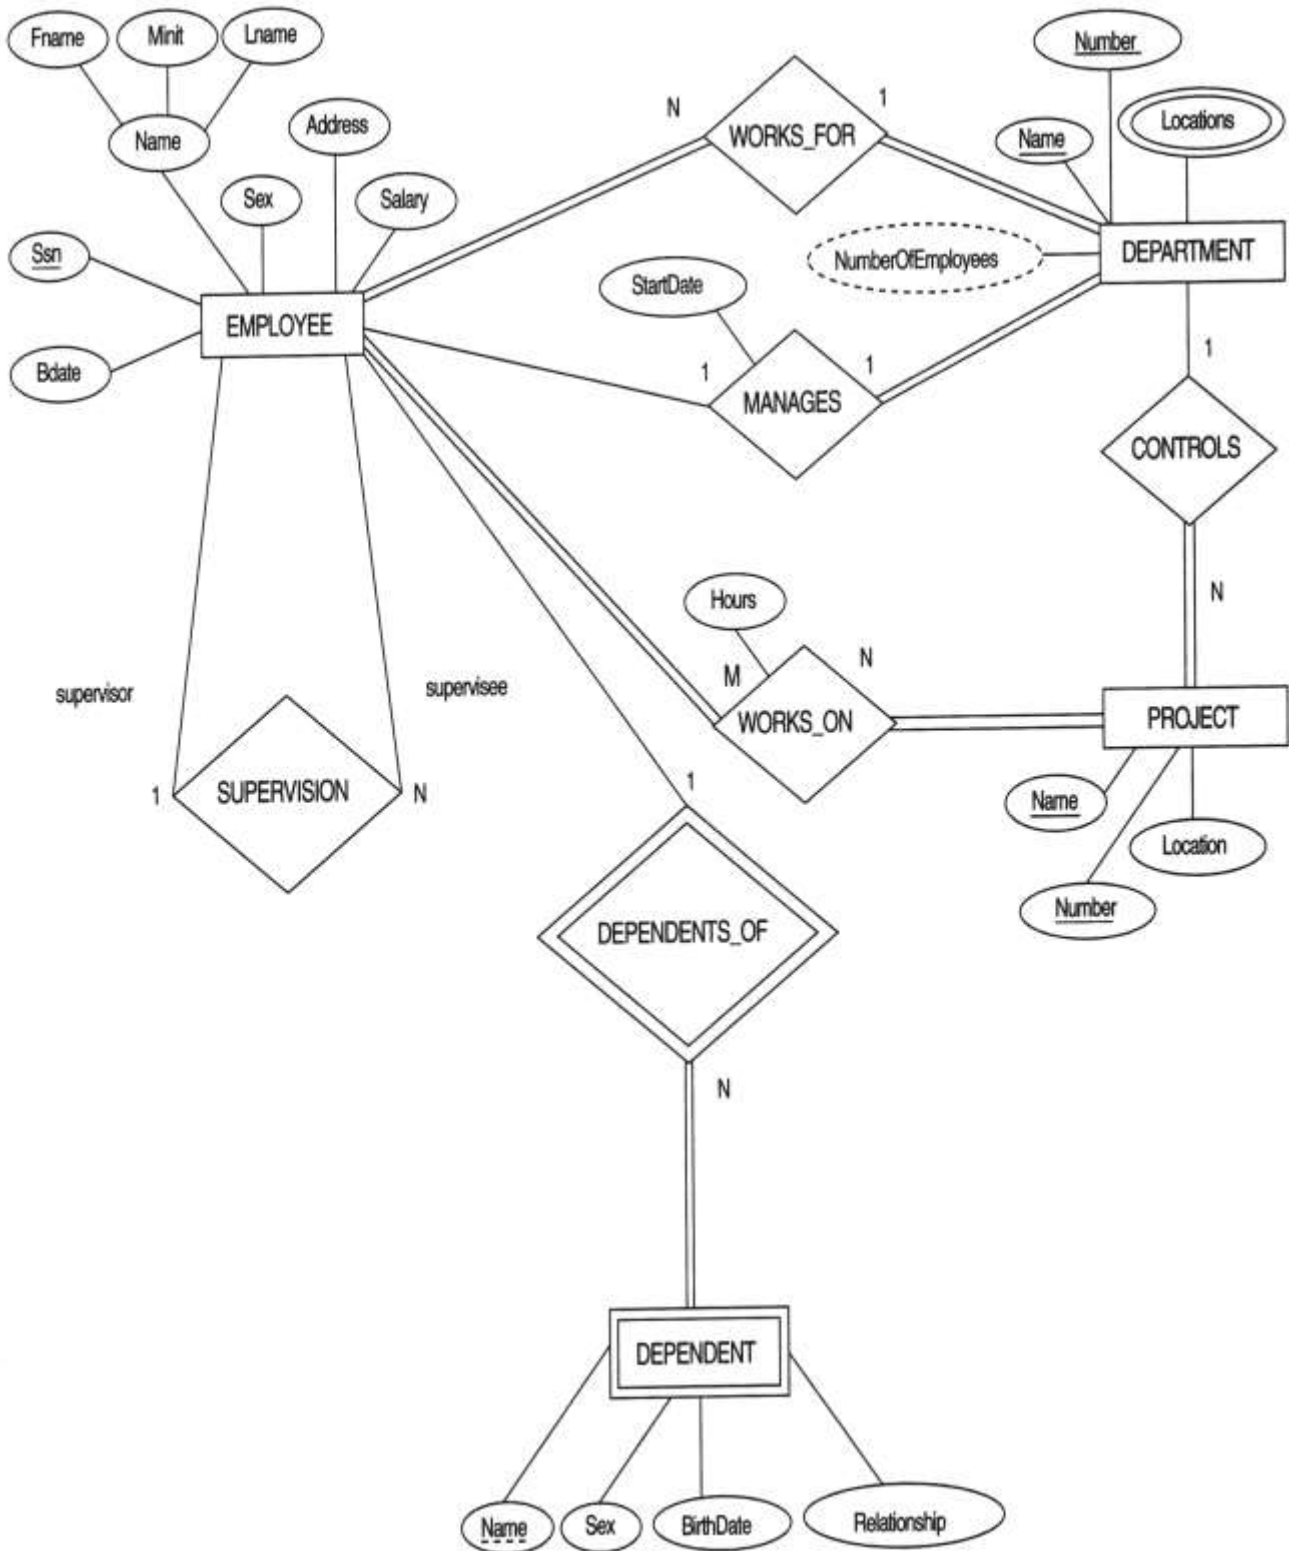 Fname
Minit
Lname
Number
Name
Address
N
1
WORKS_FOR
Name
Locations
Sex
Salary
Ssn
NumberOfEmployees
DEPARTMENT
StartDate
EMPLOYEE
Bdate
1
1
MANAGES
1
CONTROLS
Hours
N
M
N
supervisor
supervisee
WORKS_ON
PROJECT
1
SUPERVISION
N
1
Name
Location
Number
DEPENDENTS_OF
N
DEPENDENT
Name
Sex
BirthDate
Relationship